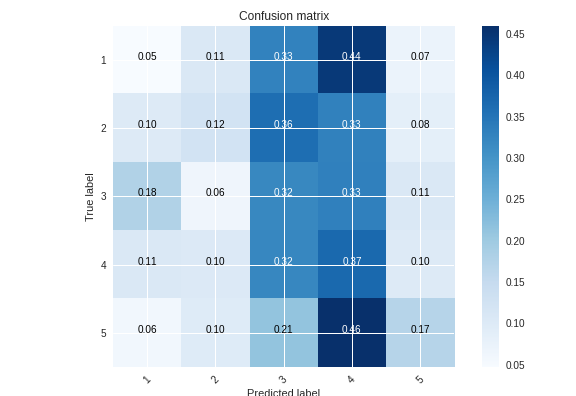 Confusion matrix
1 0.05 0.11 0.33 0.44 0.07
2 0.10 0.12 0.36 0.33 0.08
3 0.18 0.06 0.32 0.33 0.11
4 0.11 0.10 0.32 0.37 0.10
5 0.06 0.10 0.21 0.46 0.17
True label
1 2 3 4 5
Predicted label
0.45
0.40
0.35
0.30
0.25
0.20
0.15
0.10
0.05